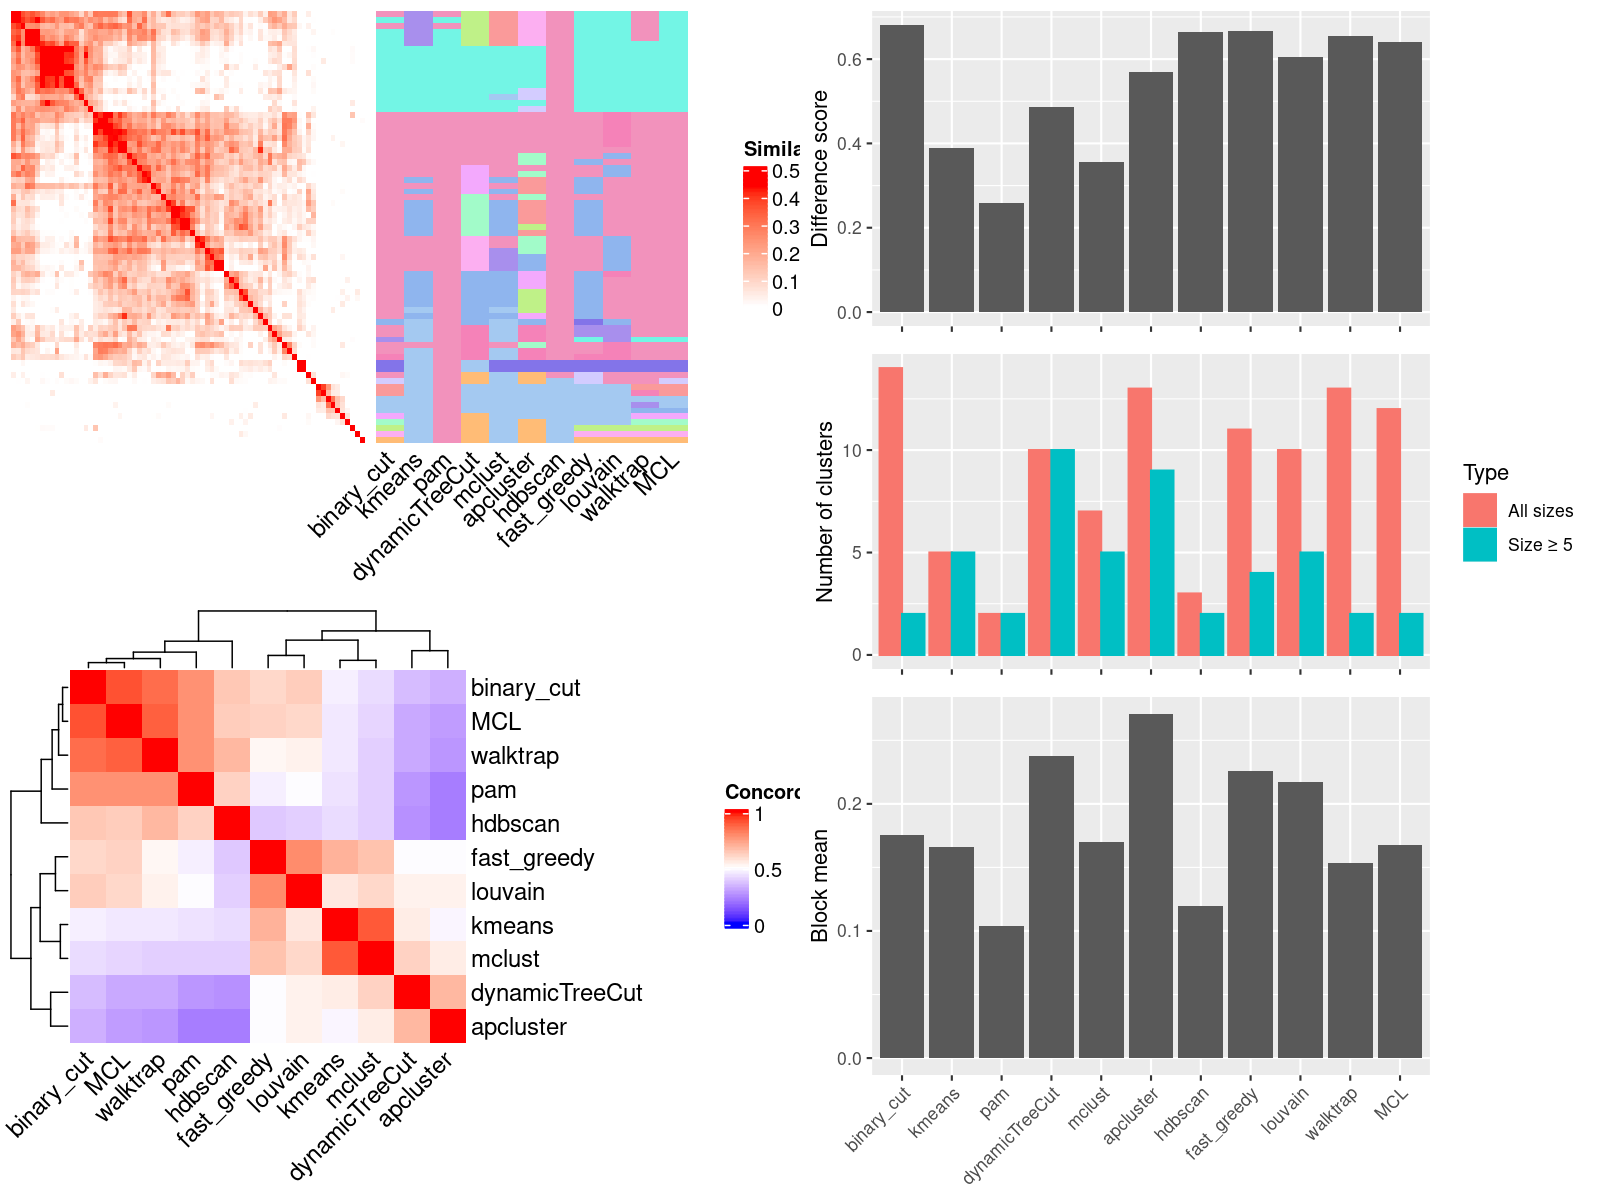 Simila
0.5
0.4
0.3
0.2
0.1
0
binary_cut
kmeans
pam
dynamicTreeCut
mclust
apcluster
hdbscan
fast_greedy
louvain
walktrap
MCL
binary_cut
MCL
walktrap
pam
hdbscan
fast_greedy
louvain
kmeans
mclust
dynamicTreeCut
apcluster
binary_cut
MCL
walktrap
pam
hdbscan
fast_greedy
louvain
kmeans
mclust
dynamicTreeCut
apcluster
Concord
1
0.5
0
Difference score
0.6
0.4
0.2
0.0
Number of clusters
10
5
0
Type
All sizes
Size ≥ 5
Block mean
0.2
0.1
0.0
binary_cut
kmeans
pam
dynamicTreeCut
mclust
apcluster
hdbscan
fast_greedy
louvain
walktrap
MCL